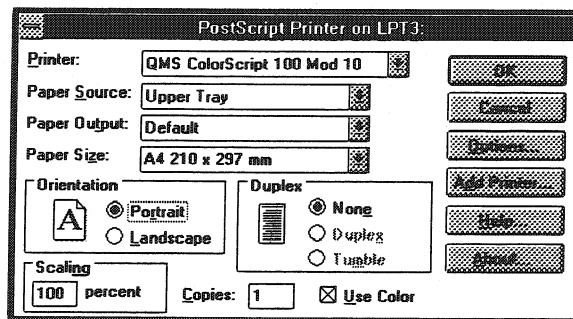 PostScript Printer on LPT3:
Printer: QMS ColorScript 100 Mod 10
OK
Paper Source: Upper Tray
Cancel
Paper Output: Default
Options...
Paper Size: A4 210 x 297 mm
Add Printer...
Orientation
Duplex
A
Portrait
None
Help...
Landscape
Duplex
Tumble
About...
Scaling
100 percent
Copies: 1
Use Color